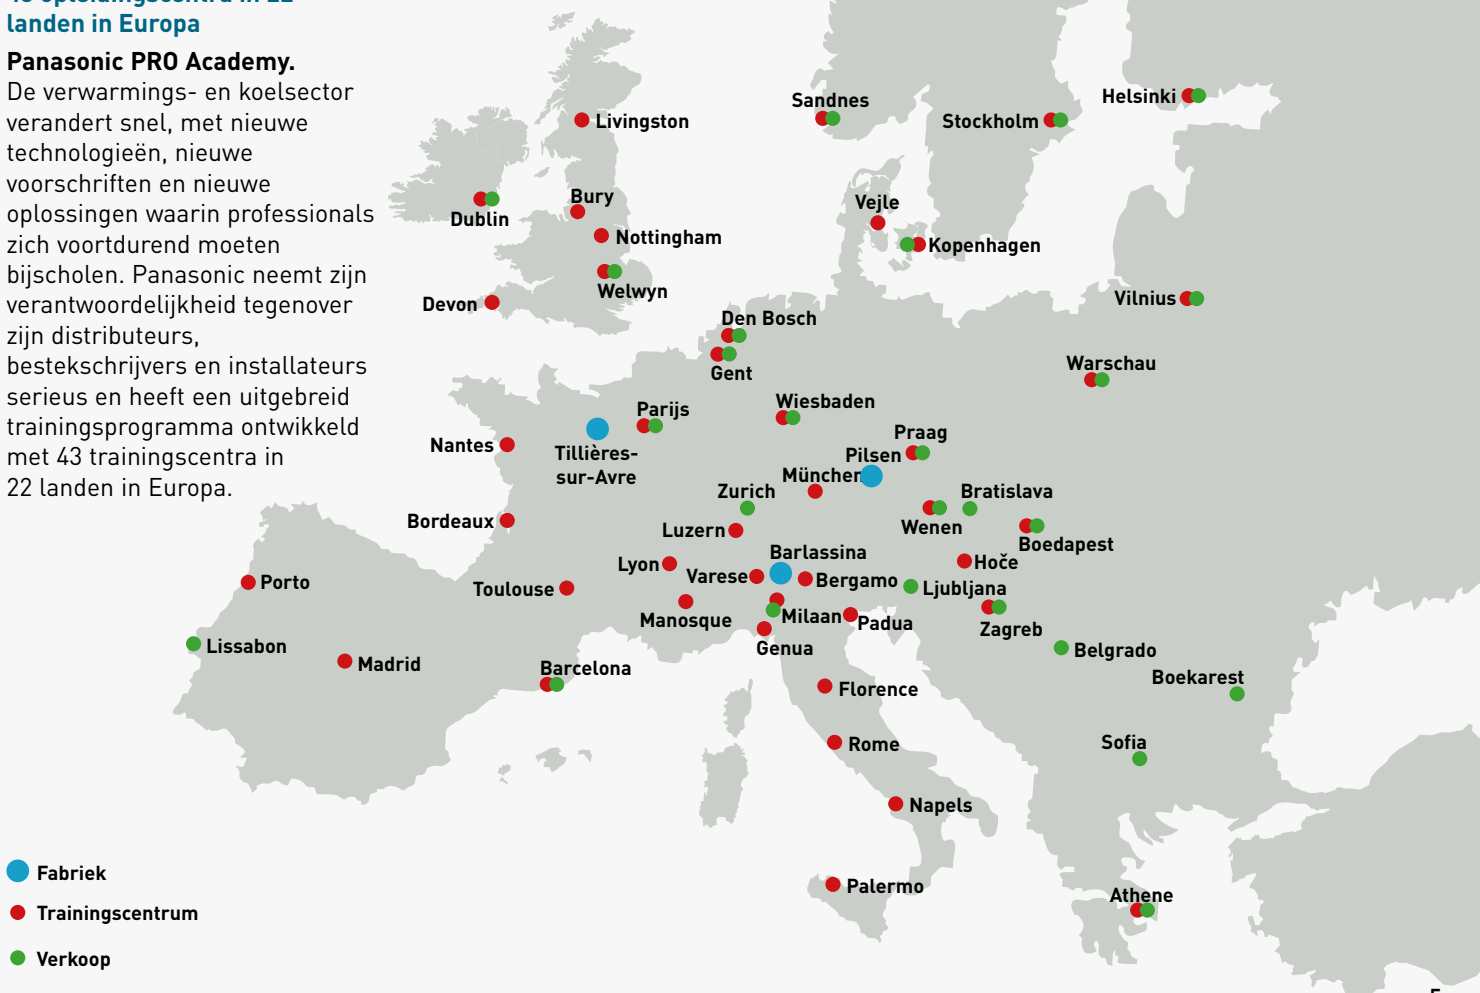 landen in Europa
Panasonic PRO Academy.
De verwarmings- en koelsector
verandert snel, met nieuwe
technologieën, nieuwe
voorschriften en nieuwe
oplossingen waarin professionals
zich voortdurend moeten
bijscholen. Panasonic neemt zijn
verantwoordelijkheid tegenover
zijn distributeurs,
bestekschrijvers en installateurs
serieus en heeft een uitgebreid
trainingsprogramma ontwikkeld
met 43 trainingscentra in
22 landen in Europa.
Livingston
Sandnes
Stockholm
Helsinki
Dublin
Bury
Nottingham
Welwyn
Devon
Vejle
Kopenhagen
Vilnius
Den Bosch
Gent
Warschau
Wiesbaden
Parijs
Tillières-
sur-Avre
Nantes
Praag
Pilsen
München
Zurich
Bratislava
Wenen
Boedapest
Bordeaux
Luzern
Lyon
Barlassina
Varese
Bergamo
Hoče
Ljubljana
Porto
Toulouse
Manosque
Milaan
Padua
Zagreb
Genua
Lissabon
Madrid
Barcelona
Belgrado
Boekarest
Florence
Rome
Sofia
Napels
Palermo
Athene
Fabriek
Trainingscentrum
Verkoop